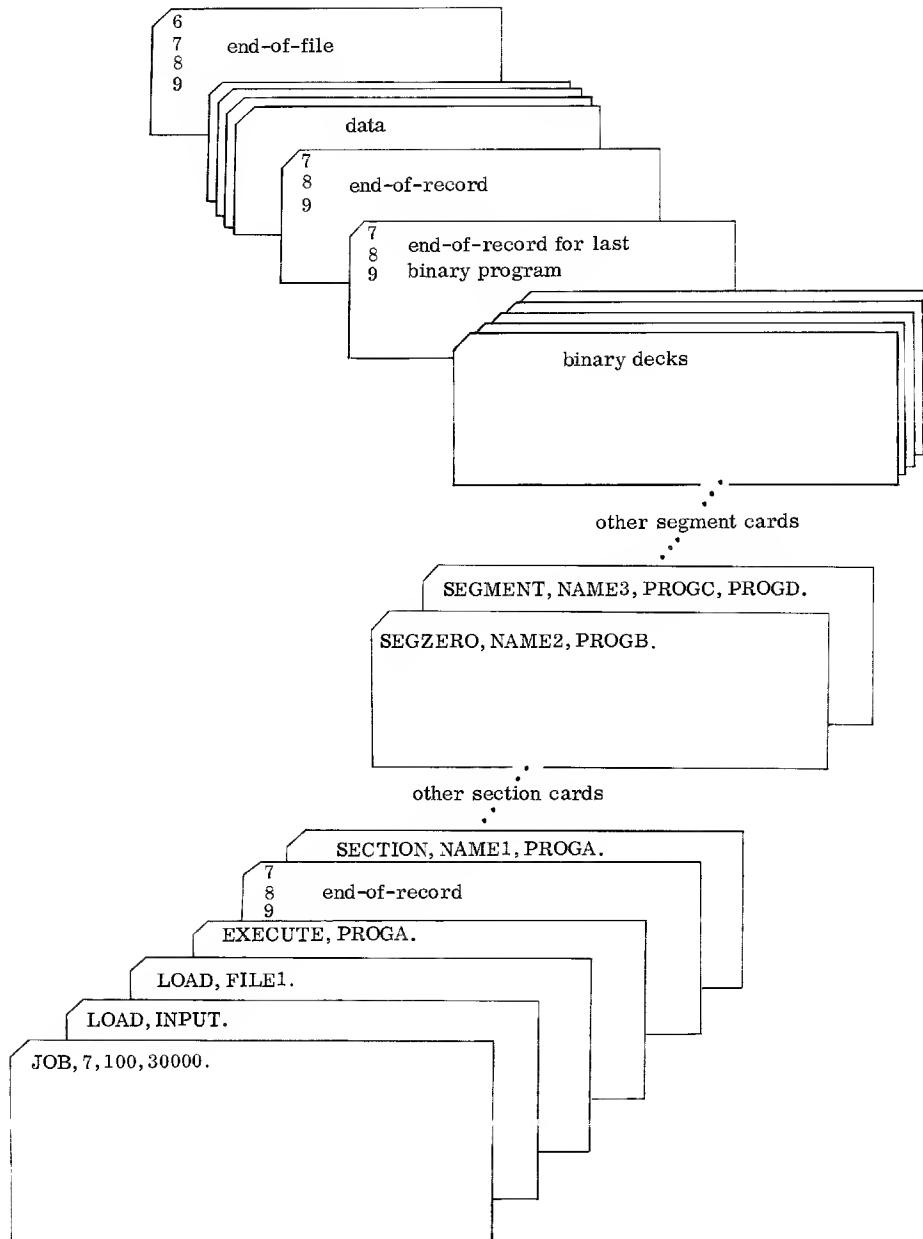 6
7
8
9
end-of-file
data
7
8
9
end-of-record
7
8
9
end-of-record for last
binary program
binary decks
other segment cards
SEGMENT, NAME3, PROGC, PROGD.
SEGZERO, NAME2, PROGB.
other section cards
SECTION, NAME1, PROGA.
7
8
9
end-of-record
EXECUTE, PROGA.
LOAD, FILE1.
LOAD, INPUT.
JOB, 7, 100, 30000.